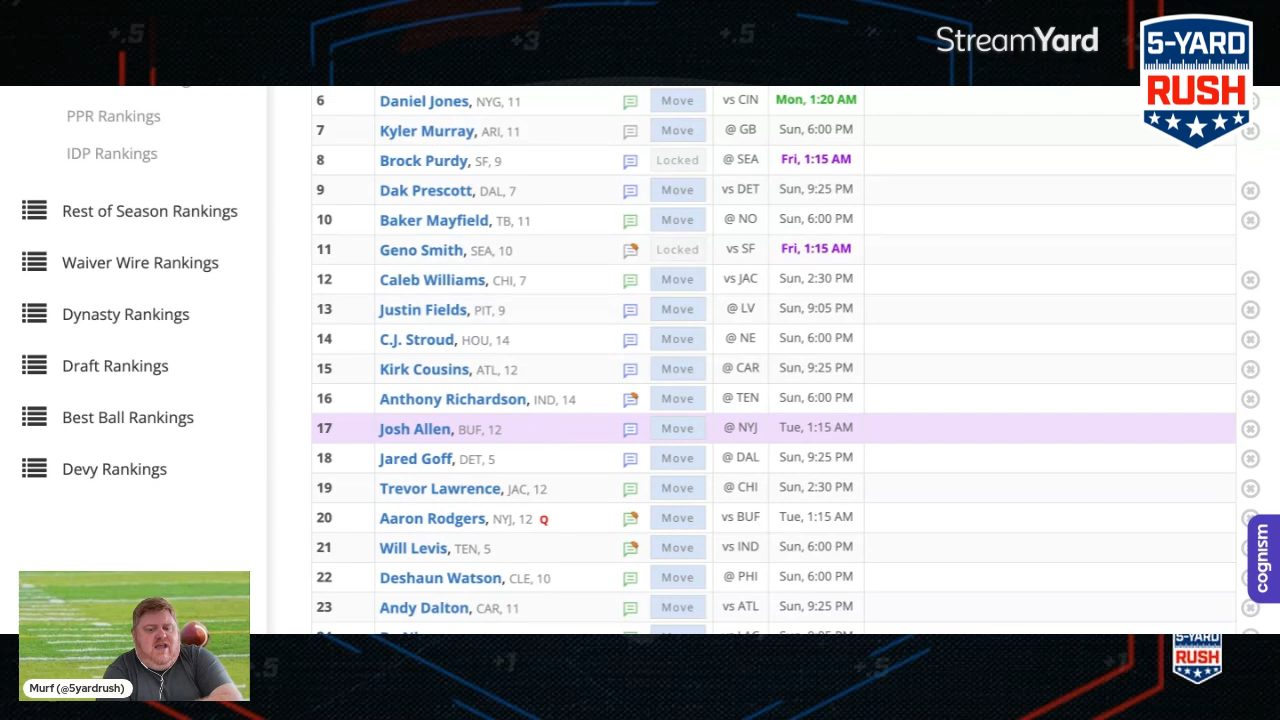 +.5
+3
+.5
StreamYard
5-YARD
RUSH
PPR Rankings
IDP Rankings
Rest of Season Rankings
Waiver Wire Rankings
Dynasty Rankings
Draft Rankings
Best Ball Rankings
Devy Rankings
6 Daniel Jones, NYG, 11 Move vs CIN Mon, 1:20 AM
7 Kyler Murray, ARI, 11 Move @ GB Sun, 6:00 PM
8 Brock Purdy, SF, 9 Locked @ SEA Fri, 1:15 AM
9 Dak Prescott, DAL, 7 Move vs DET Sun, 9:25 PM
10 Baker Mayfield, TB, 11 Move @ NO Sun, 6:00 PM
11 Geno Smith, SEA, 10 Locked vs SF Fri, 1:15 AM
12 Caleb Williams, CHI, 7 Move vs JAC Sun, 2:30 PM
13 Justin Fields, PIT, 9 Move @ LV Sun, 9:05 PM
14 C.J. Stroud, HOU, 14 Move @ NE Sun, 6:00 PM
15 Kirk Cousins, ATL, 12 Move @ CAR Sun, 9:25 PM
16 Anthony Richardson, IND, 14 Move @ TEN Sun, 6:00 PM
17 Josh Allen, BUF, 12 Move @ NYJ Tue, 1:15 AM
18 Jared Goff, DET, 5 Move @ DAL Sun, 9:25 PM
19 Trevor Lawrence, JAC, 12 Move @ CHI Sun, 2:30 PM
20 Aaron Rodgers, NYJ, 12 Q Move vs BUF Tue, 1:15 AM
21 Will Levis, TEN, 5 Move vs IND Sun, 6:00 PM
22 Deshaun Watson, CLE, 10 Move @ PHI Sun, 6:00 PM
23 Andy Dalton, CAR, 11 Move vs ATL Sun, 9:25 PM
cognism
Murf (@5yardrush)
.5
+3
+.5
5-YARD
RUSH